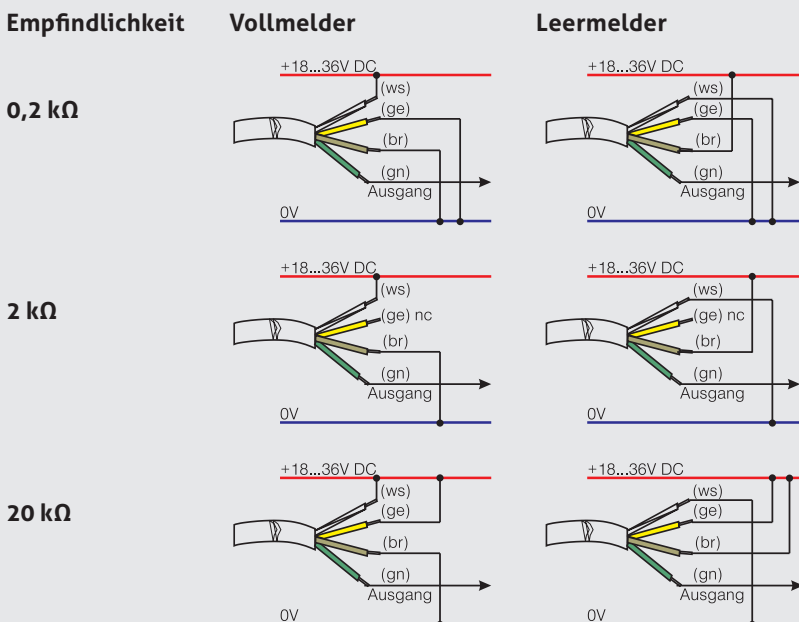 Empfindlichkeit Vollmelder Leermelder
0,2 kΩ
+18...36V DC
(ws)
(ge)
(br)
(gn)
Ausgang
0V
+18...36V DC
(ws)
(ge)
(br)
(gn)
Ausgang
0V
2 kΩ
+18...36V DC
(ws)
(ge) nc
(br)
(gn)
Ausgang
0V
+18...36V DC
(ws)
(ge) nc
(br)
(gn)
Ausgang
0V
20 kΩ
+18...36V DC
(ws)
(ge)
(br)
(gn)
Ausgang
0V
+18...36V DC
(ws)
(ge)
(br)
(gn)
Ausgang
0V